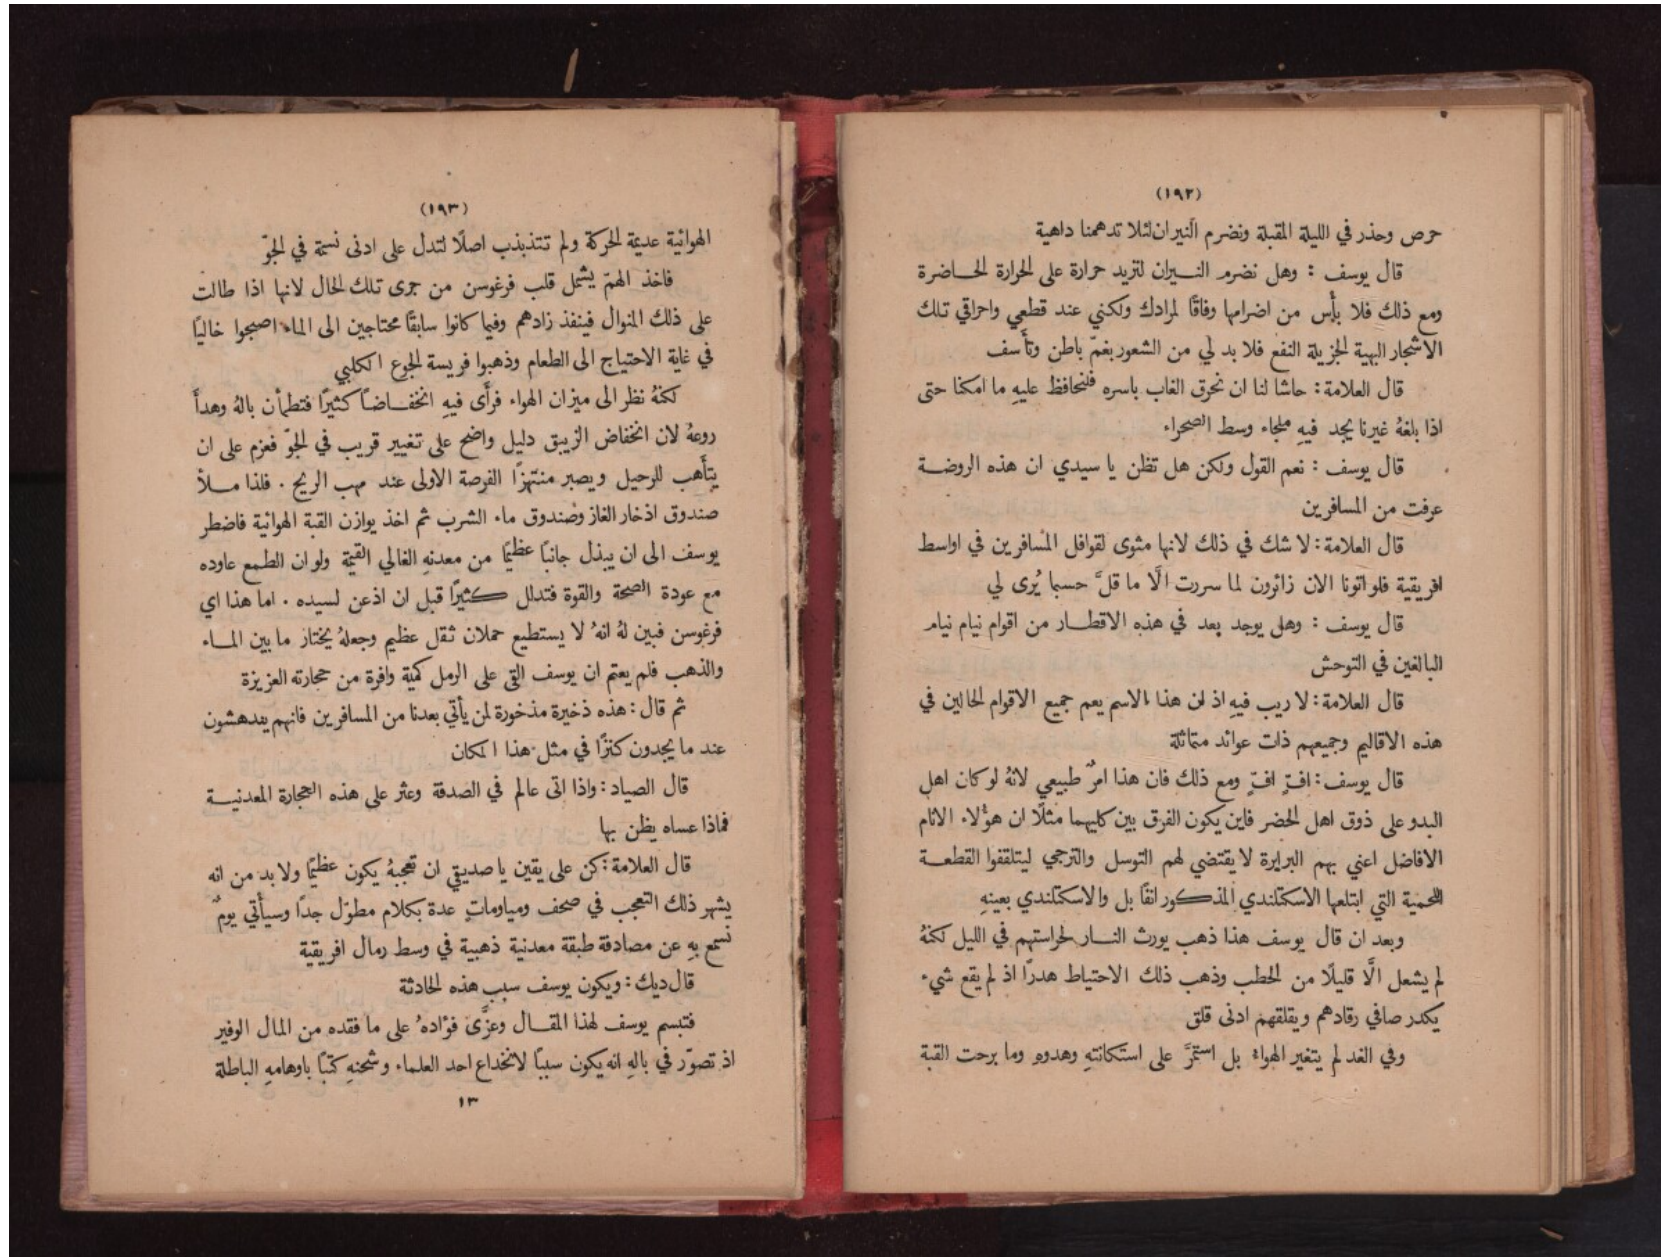 (١٩٢)
حرص وحذر في الليلة المقبلة ونضرم النيران لئلا تدهمنا داهية
قال يوسف : وهل نضرم النيران لتزيد حرارة على الحرارة الحاضرة
ومع ذلك فلا بأس من اضرامها وفاقًا لمرادك ولكني عند قطعي واحراقي تلك
الاشجار البهية الجزيلة النفع فلا بد لي من الشعور بغمّ باطن وتأسف
قال العلامة : حاشا لنا ان نحرق الغاب باسره فلنحافظ عليهِ ما امكنا حتى
اذا بلغهُ غيرنا يجد فيهِ ملجاء وسط الصحراء
قال يوسف : نعم القول ولكن هل تظن يا سيدي ان هذه الروضة
عرفت من المسافرين
قال العلامة : لا شك في ذلك لانها مثوى لقوافل المسافرين في اواسط
افريقية فلو اتونا الان زائرون لما سررت الَّا ما قلَّ حسبما يُرى لي
قال يوسف : وهل يوجد بعد في هذه الاقطار من اقوام نيام نيام
البالغين في التوحش
قال العلامة : لا ريب فيهِ اذ ان هذا الاسم يعم جميع الاقوام الحالين في
هذه الاقاليم وجميعهم ذات عوائد متماثلة
قال يوسف : افـٍّ افـٍّ ومع ذلك فان هذا امرٌ طبيعي لانهُ لو كان اهل
البدو على ذوق اهل الحضر فاين يكون الفرق بين كليهما مثلًا ان هؤلاء الانام
الافاضل اعني بهم البرابرة لا يقتضي لهم التوسل والترجي ليتلقفوا القطعة
اللحمية التي ابتلعها الاسكتلندي المذكور انفًا بل والاسكتلندي بعينهِ
وبعد ان قال يوسف هذا ذهب يورث النار لحراستهم في الليل لكنهُ
لم يشعل الَّا قليلًا من الحطب وذهب ذلك الاحتياط هدرًا اذ لم يقع شيء
يكدر صافي رقادهم ويقلقهم ادنى قلق
وفي الغد لم يتغير الهواء بل استمرَّ على استكانتهِ وهدوهِ وما برحت القبة
(١٩٣)
الهوائية عديمة الحركة ولم تتذبذب اصلًا لتدل على ادنى نسمة في الجوّ
فاخذ الهمّ يشمل قلب فرغوسن من جرى تلك الحال لانها اذا طالت
على ذلك المنوال فينفذ زادهم وفيما كانوا سابقًا محتاجين الى الماء اصبحوا خاليًا
في غاية الاحتياج الى الطعام وذهبوا فريسة لجوع الكلبي
لكنهُ نظر الى ميزان الهواء فرأى فيهِ انخفاضًا كثيرًا فتطمأن بالهُ وهدأ
روعهُ لان انخفاض الزيبق دليل واضح على تغيير قريب في الجوّ فعزم على ان
يتأهب للرحيل ويصبر منتهزًا الفرصة الاولى عند مهب الريح . فلذا ملأ
صندوق اذخار الغاز وصندوق ماء الشرب ثم اخذ يوازن القبة الهوائية فاضطر
يوسف الى ان يبذل جانبًا عظيمًا من معدنهِ الغالي القيمة ولو ان الطمع عاوده
مع عودة الصحة والقوة فتدلل كثيرًا قبل ان اذعن لسيده . اما هذا اي
فرغوسن فبين لهُ انهُ لا يستطيع حملان ثقل عظيم وجعلهُ يختار ما بين الماء
والذهب فلم يعتم ان يوسف القى على الرمل كمية وافرة من حجارته العزيزة
ثم قال : هذه ذخيرة مذخورة لمن يأتي بعدنا من المسافرين فانهم يندهشون
عند ما يجدون كنزًا في مثل هذا المكان
قال الصياد : واذا اتى عالم في الصدفة وعثر على هذه الحجارة المعدنية
فماذا عساه يظن بها
قال العلامة : كن على يقين يا صديقي ان تعجبهُ يكون عظيمًا ولا بد من انه
يشهر ذلك التعجب في صحف ومياوماتٍ عدة بكلام مطوّل جدًا وسيأتي يومٌ
نسمع بهِ عن مصادفة طبقة معدنية ذهبية في وسط رمال افريقية
قال ديك : ويكون يوسف سبب هذه الحادثة
فتبسم يوسف لهذا المقال وعزَّى فؤادهُ على ما فقده من المال الوفير
اذ تصوّر في بالهِ انه يكون سببًا لانخداع احد العلماء وشحنهِ كتبًا باوهامهِ الباطلة
١٣